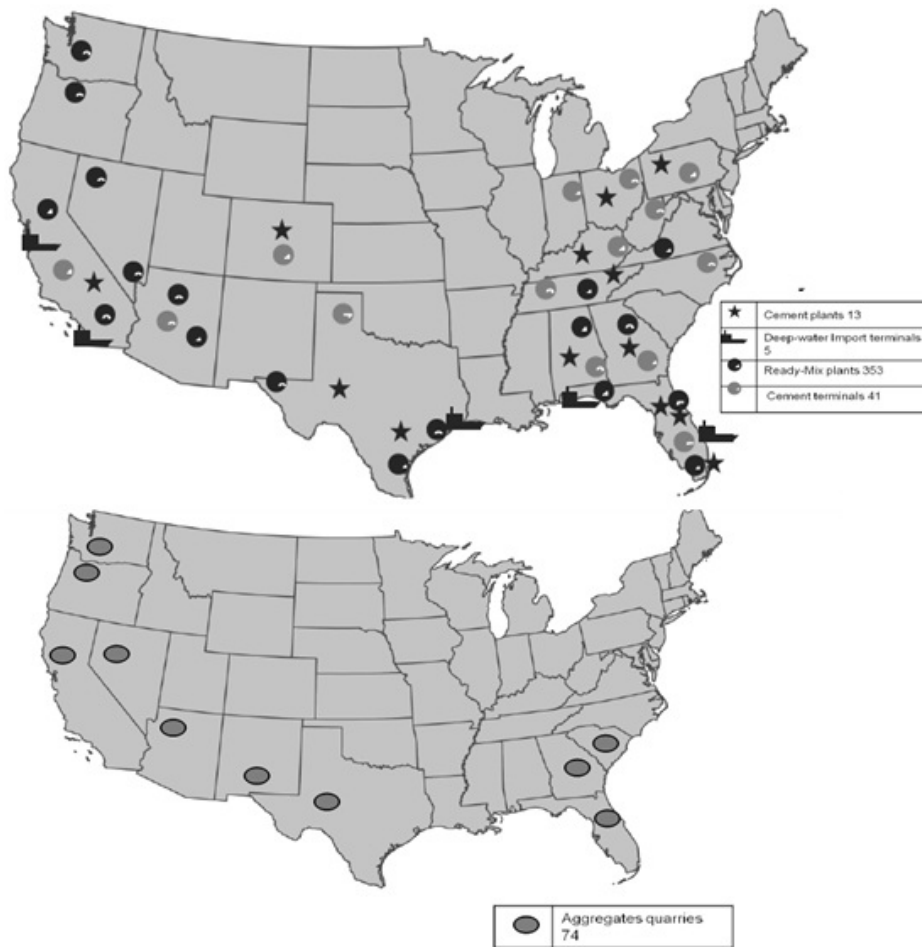 Cement plants 13
Deep-water Import terminals
5
Ready-Mix plants 353
Cement terminals 41
Aggregates quarries
74